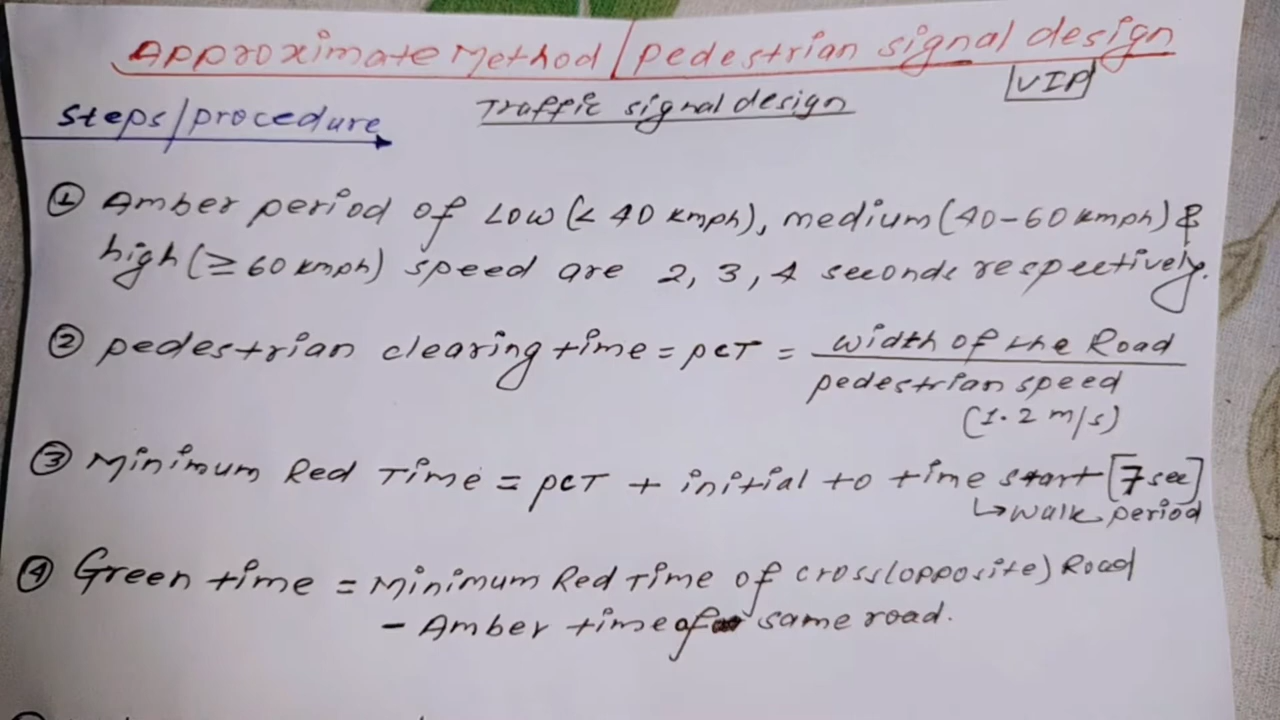 Approximate Method / pedestrian signal design
VIP
Traffic signal design
steps/procedure
① Amber period of Low (< 40 kmph), medium (40-60 kmph) &
high (≥ 60 kmph) speed are 2, 3, 4 seconds respectively.
② pedestrian clearing time = PCT = width of the Road
pedestrian speed
(1.2 m/s)
③ Minimum Red Time = PCT + initial to time start [7 sec]
↳ walk period
④ Green time = Minimum Red Time of cross(opposite) Road
- Amber time of same road.